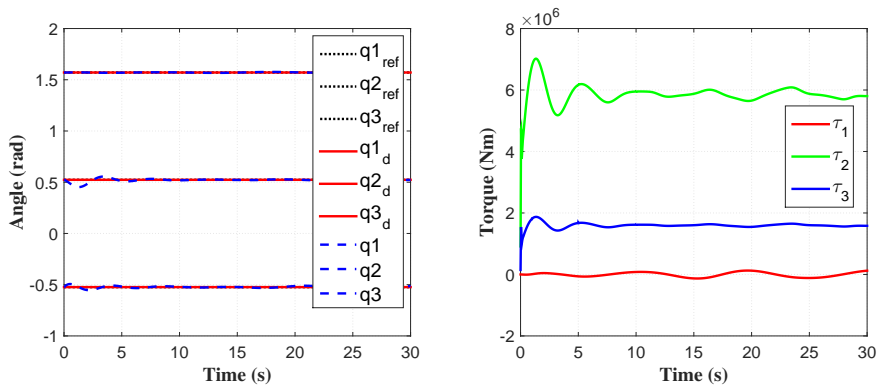 2
1.5
1
0.5
0
-0.5
-1
0 5 10 15 20 25 30
Angle (rad)
Time (s)
q1ref
q2ref
q3ref
q1d
q2d
q3d
q1
q2
q3
×10⁶
8
6
4
2
0
-2
0 5 10 15 20 25 30
Torque (Nm)
Time (s)
τ1
τ2
τ3